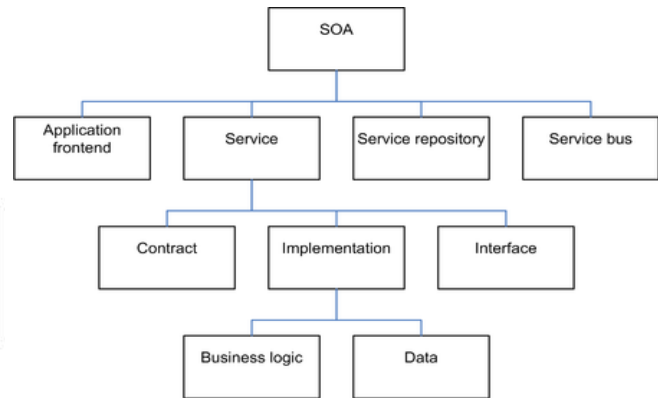 SOA
Application
frontend
Service
Service repository
Service bus
Contract
Implementation
Interface
Business logic
Data